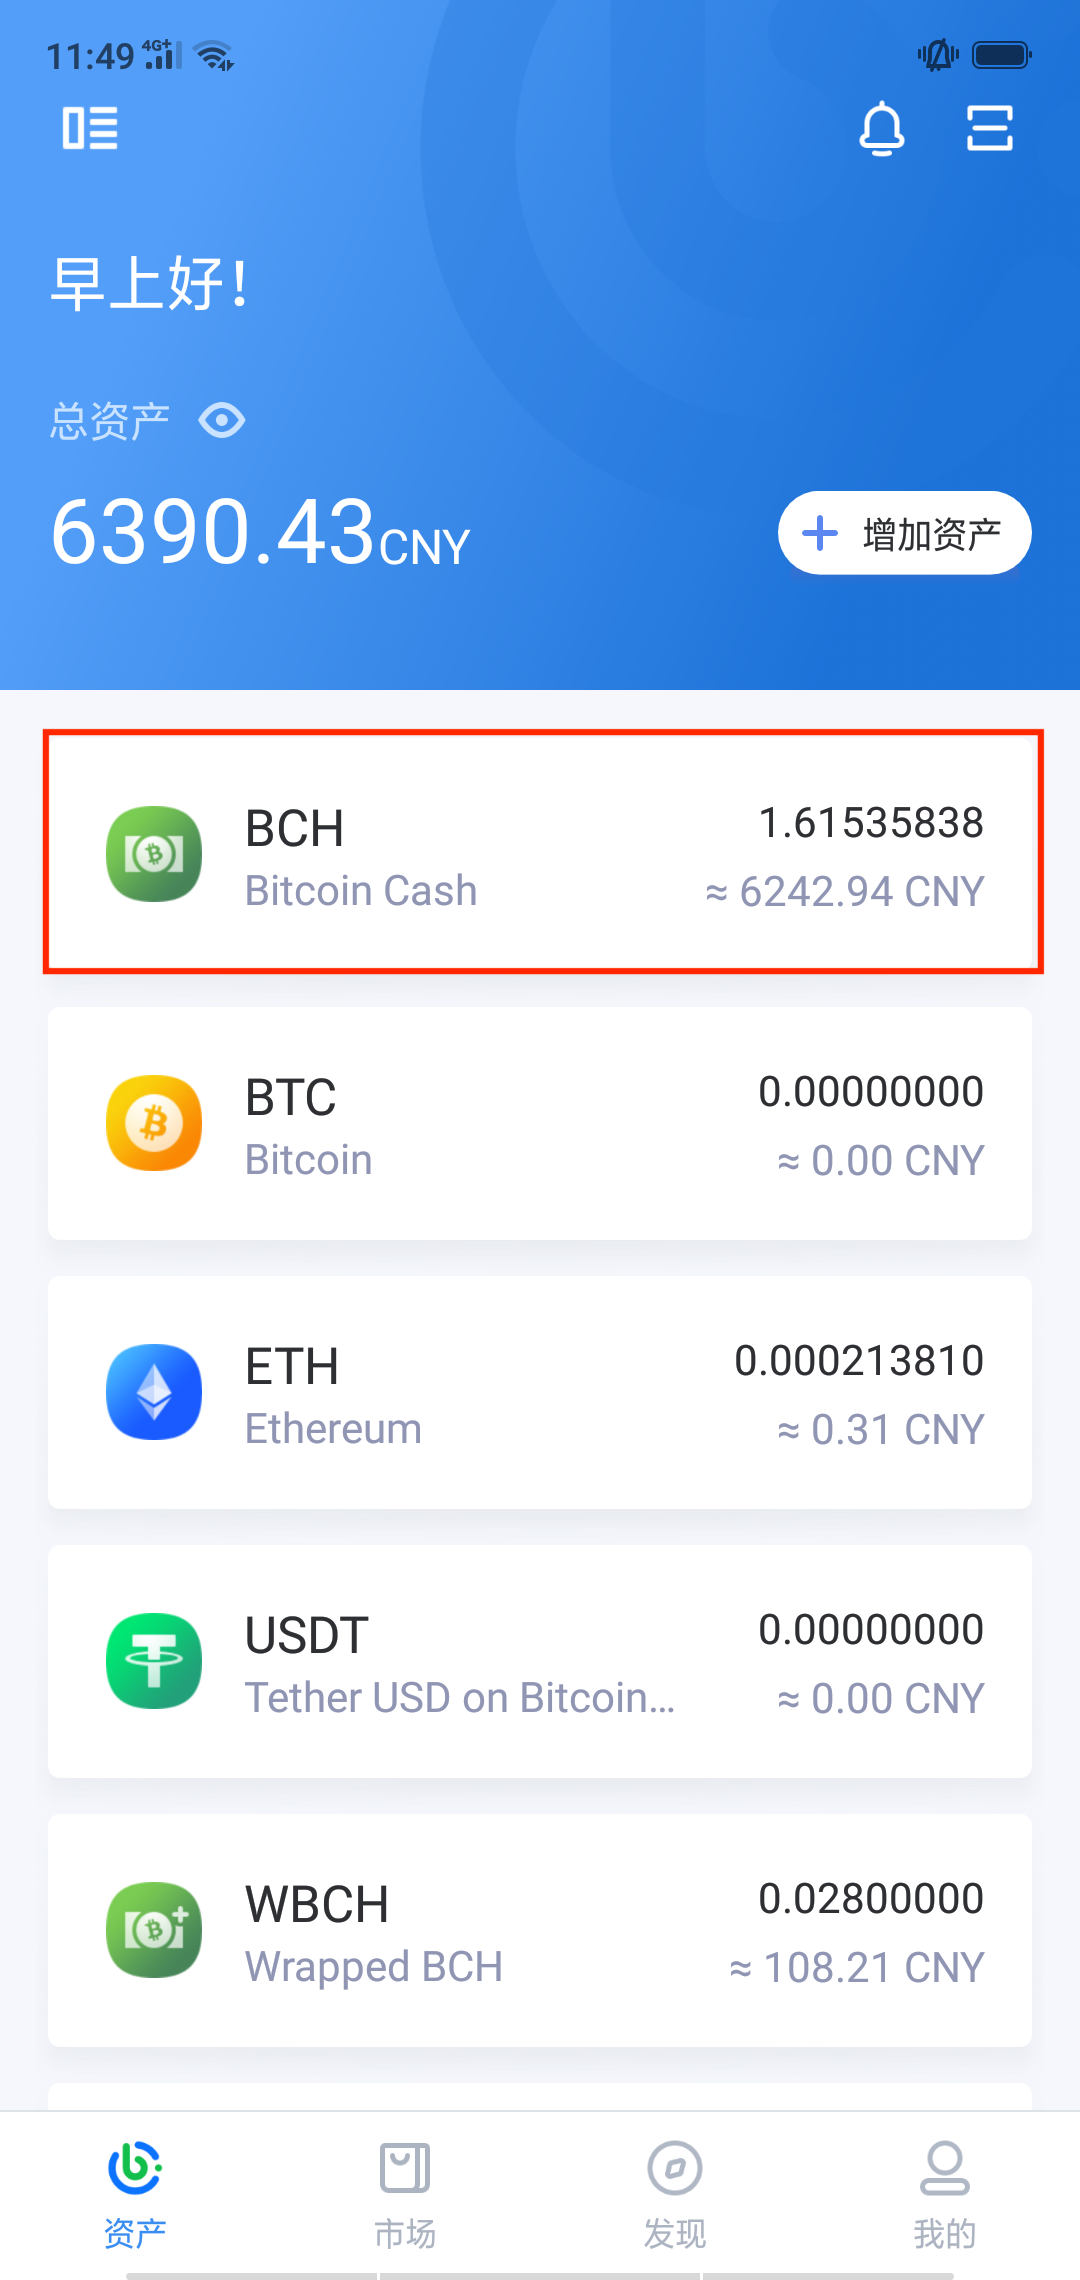 11:49 4G+
早上好！
总资产
6390.43CNY
增加资产
BCH
1.61535838
Bitcoin Cash
≈ 6242.94 CNY
BTC
0.00000000
Bitcoin
≈ 0.00 CNY
ETH
0.000213810
Ethereum
≈ 0.31 CNY
USDT
0.00000000
Tether USD on Bitcoin...
≈ 0.00 CNY
WBCH
0.02800000
Wrapped BCH
≈ 108.21 CNY
资产 市场 发现 我的